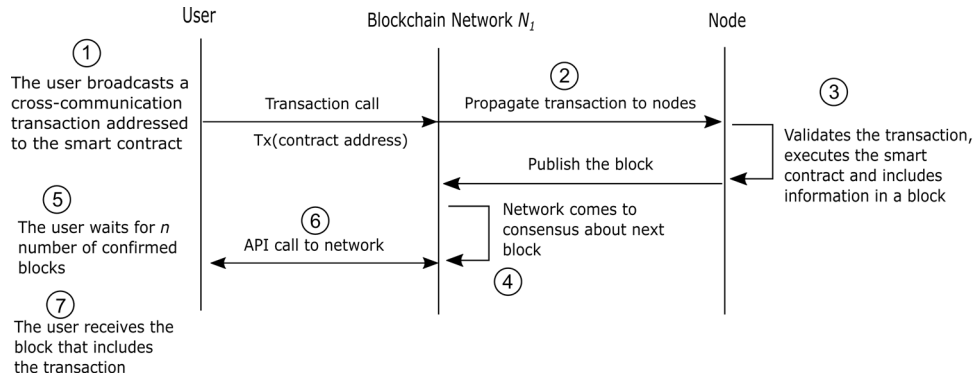 User
Blockchain Network N1
Node
1
The user broadcasts a
cross-communication
transaction addressed
to the smart contract
Transaction call
Tx(contract address)
2
Propagate transaction to nodes
3
Validates the transaction,
executes the smart
contract and includes
information in a block
Publish the block
Network comes to
consensus about next
block
4
5
The user waits for n
number of confirmed
blocks
6
API call to network
7
The user receives the
block that includes
the transaction